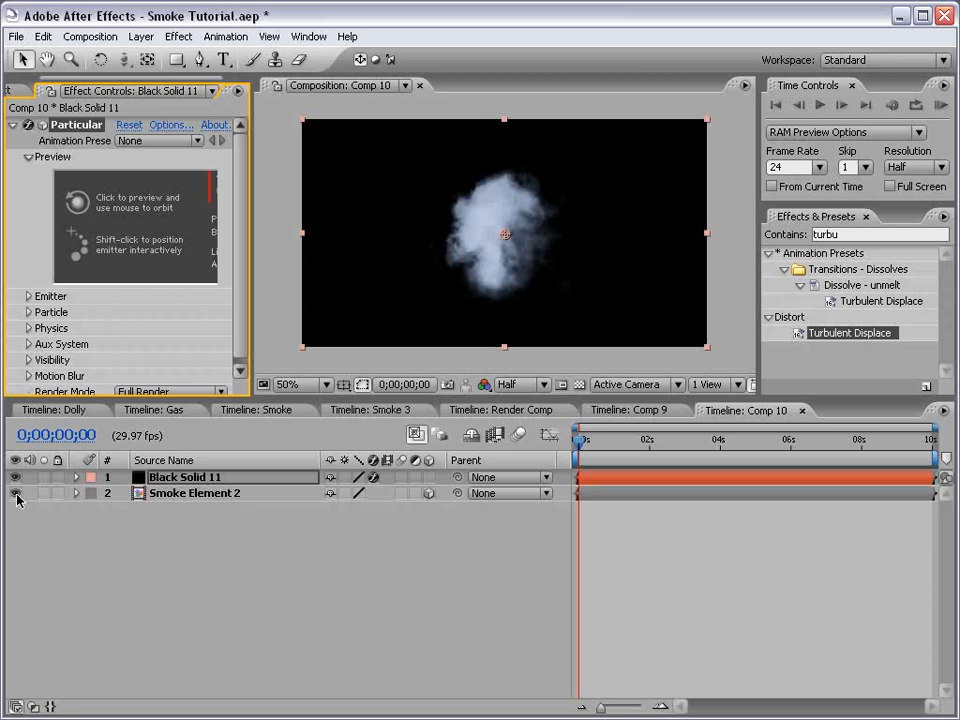 Adobe After Effects - Smoke Tutorial.aep *
File Edit Composition Layer Effect Animation View Window Help
Workspace: Standard
Effect Controls: Black Solid 11
Comp 10 * Black Solid 11
Particular Reset Options... About.
Animation Prese None
Preview
Click to preview and
use mouse to orbit
Shift-click to position
emitter interactively
Emitter
Particle
Physics
Aux System
Visibility
Motion Blur
Render Mode Full Render
Composition: Comp 10
50% 0;00;00;00 Half Active Camera 1 View
Time Controls
RAM Preview Options
Frame Rate Skip Resolution
24 1 Half
From Current Time Full Screen
Effects & Presets
Contains: turbu
* Animation Presets
Transitions - Dissolves
Dissolve - unmelt
Turbulent Displace
Distort
Turbulent Displace
Timeline: Dolly Timeline: Gas Timeline: Smoke Timeline: Smoke 3 Timeline: Render Comp Timeline: Comp 9 Timeline: Comp 10
0;00;00;00 (29.97 fps)
02s 04s 06s 08s 10s
# Source Name Parent
1 Black Solid 11 None
2 Smoke Element 2 None